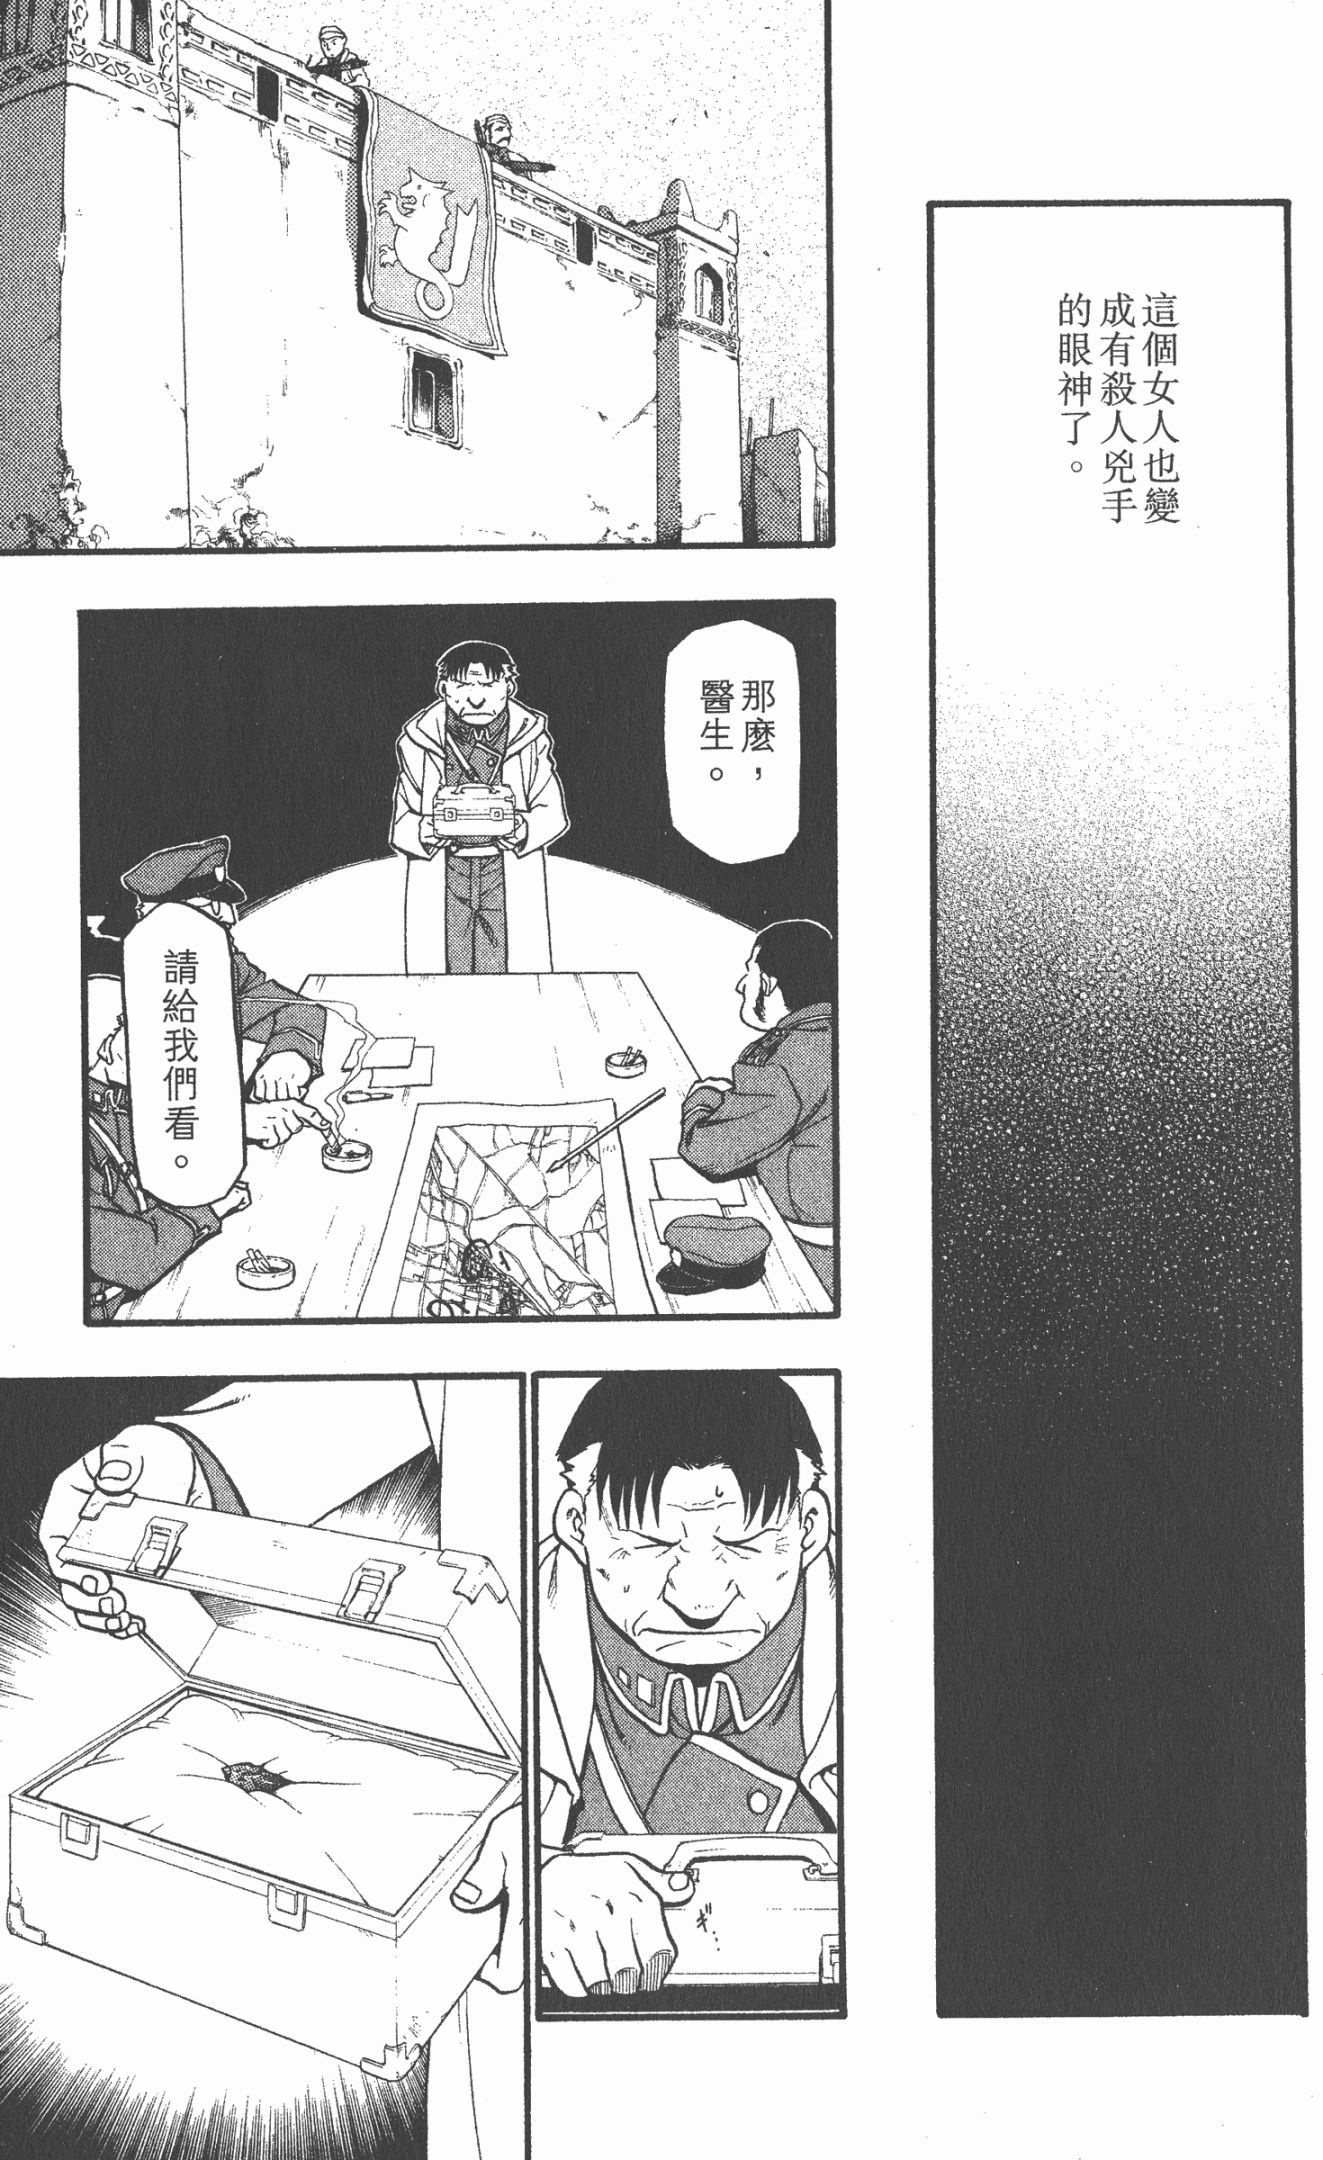 這個女人也變
成有殺人兇手
的眼神了。
那麽，
醫生。
請給我們看。
ギ…